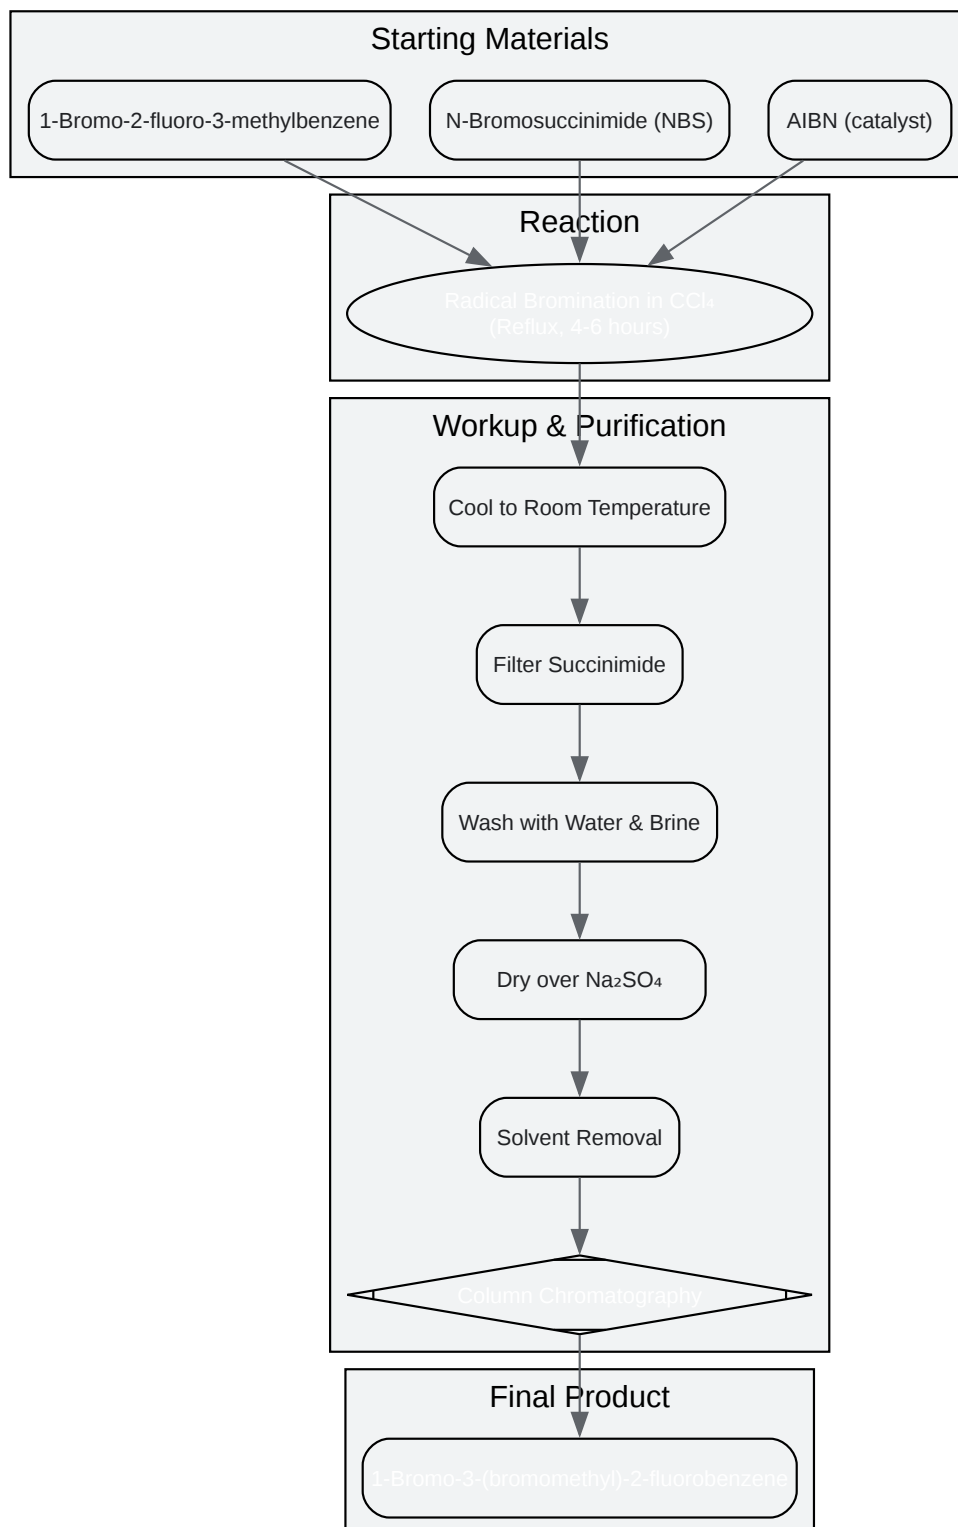 Starting Materials
1-Bromo-2-fluoro-3-methylbenzene
N-Bromosuccinimide (NBS)
AIBN (catalyst)
Reaction
Radical Bromination in CCl₄
(Reflux, 4-6 hours)
Workup & Purification
Cool to Room Temperature
Filter Succinimide
Wash with Water & Brine
Dry over Na₂SO₄
Solvent Removal
Column Chromatography
Final Product
1-Bromo-3-(bromomethyl)-2-fluorobenzene